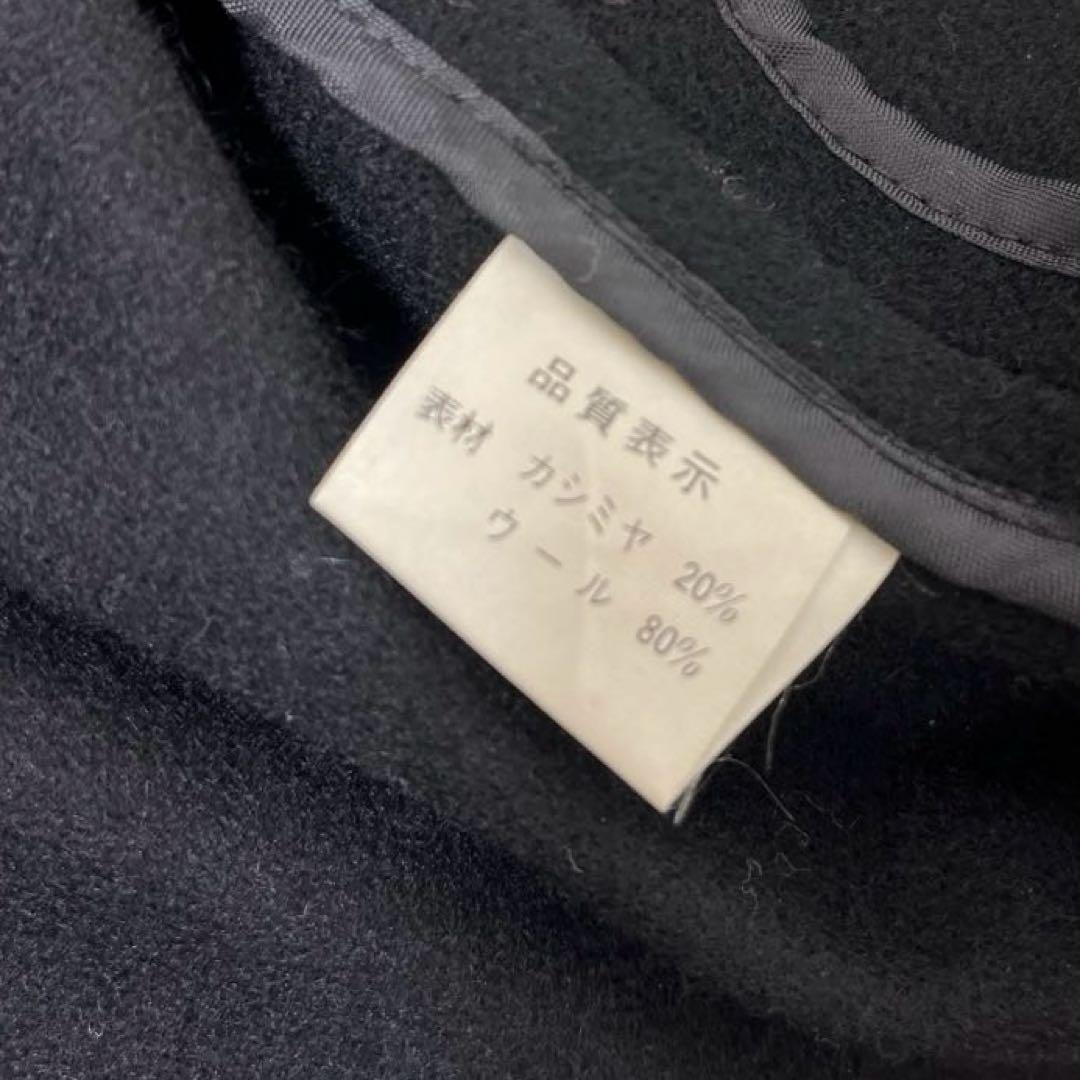 品質表示
表材 カシミヤ 20%
ウール 80%